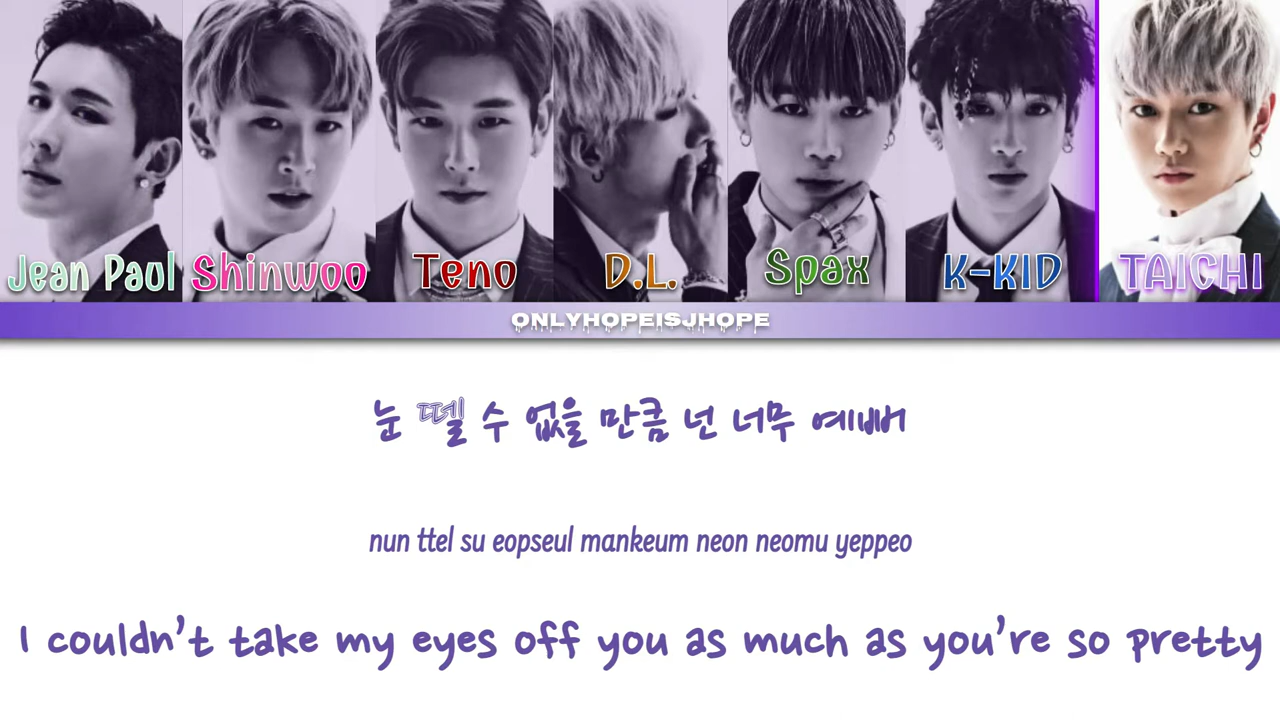 Jean Paul Shinwoo Teno D.L. Spax K-KID TAICHI
ONLYHOPEISJHOPE
눈 뗄 수 없을 만큼 넌 너무 예뻐
nun ttel su eopseul mankeum neon neomu yeppeo
I couldn't take my eyes off you as much as you're so pretty